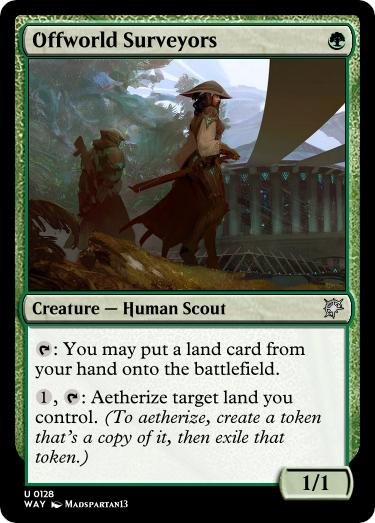 Offworld Surveyors
Creature — Human Scout
: You may put a land card from
your hand onto the battlefield.
1, : Aetherize target land you
control. (To aetherize, create a token
that's a copy of it, then exile that
token.)
1/1
U 0128
WAY Madspartan13